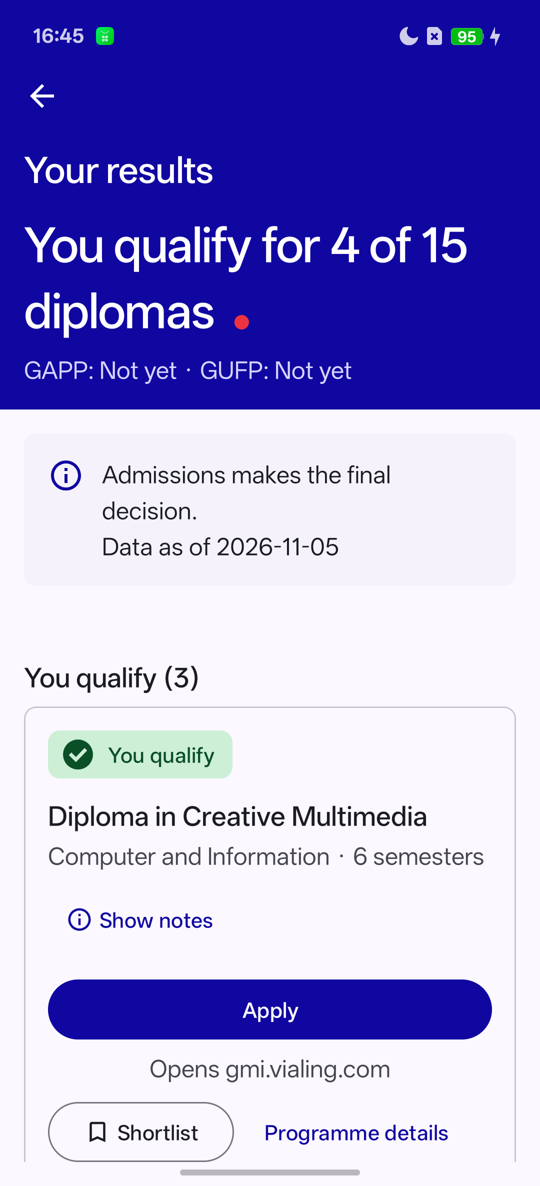 16:45
95
Your results
You qualify for 4 of 15
diplomas
GAPP: Not yet · GUFP: Not yet
Admissions makes the final
decision.
Data as of 2026-11-05
You qualify (3)
You qualify
Diploma in Creative Multimedia
Computer and Information · 6 semesters
Show notes
Apply
Opens gmi.vialing.com
Shortlist
Programme details